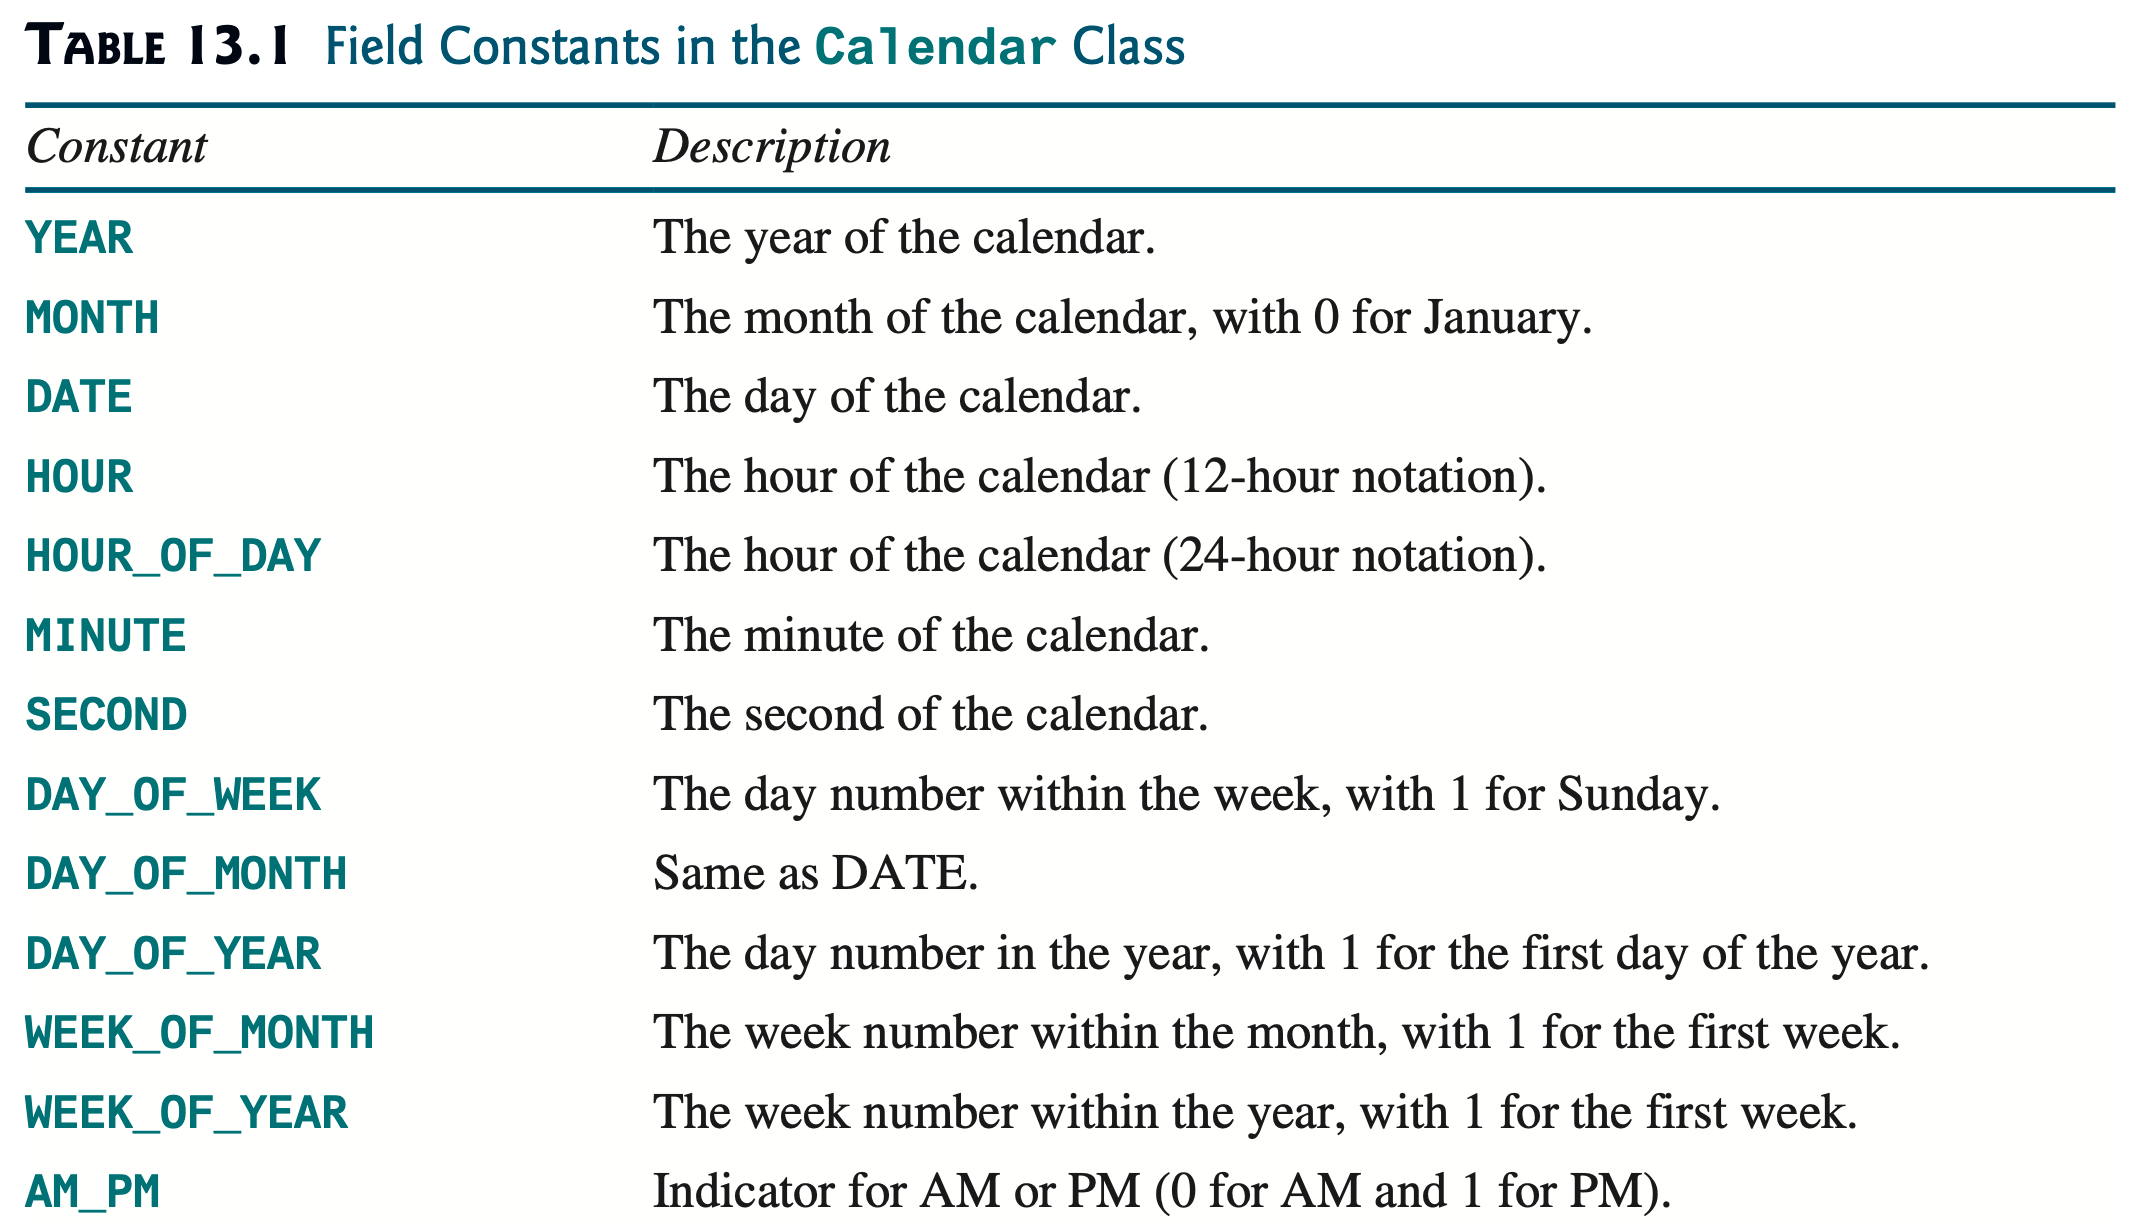 TABLE 13.1 Field Constants in the Calendar Class
Constant Description
YEAR The year of the calendar.
MONTH The month of the calendar, with 0 for January.
DATE The day of the calendar.
HOUR The hour of the calendar (12-hour notation).
HOUR_OF_DAY The hour of the calendar (24-hour notation).
MINUTE The minute of the calendar.
SECOND The second of the calendar.
DAY_OF_WEEK The day number within the week, with 1 for Sunday.
DAY_OF_MONTH Same as DATE.
DAY_OF_YEAR The day number in the year, with 1 for the first day of the year.
WEEK_OF_MONTH The week number within the month, with 1 for the first week.
WEEK_OF_YEAR The week number within the year, with 1 for the first week.
AM_PM Indicator for AM or PM (0 for AM and 1 for PM).